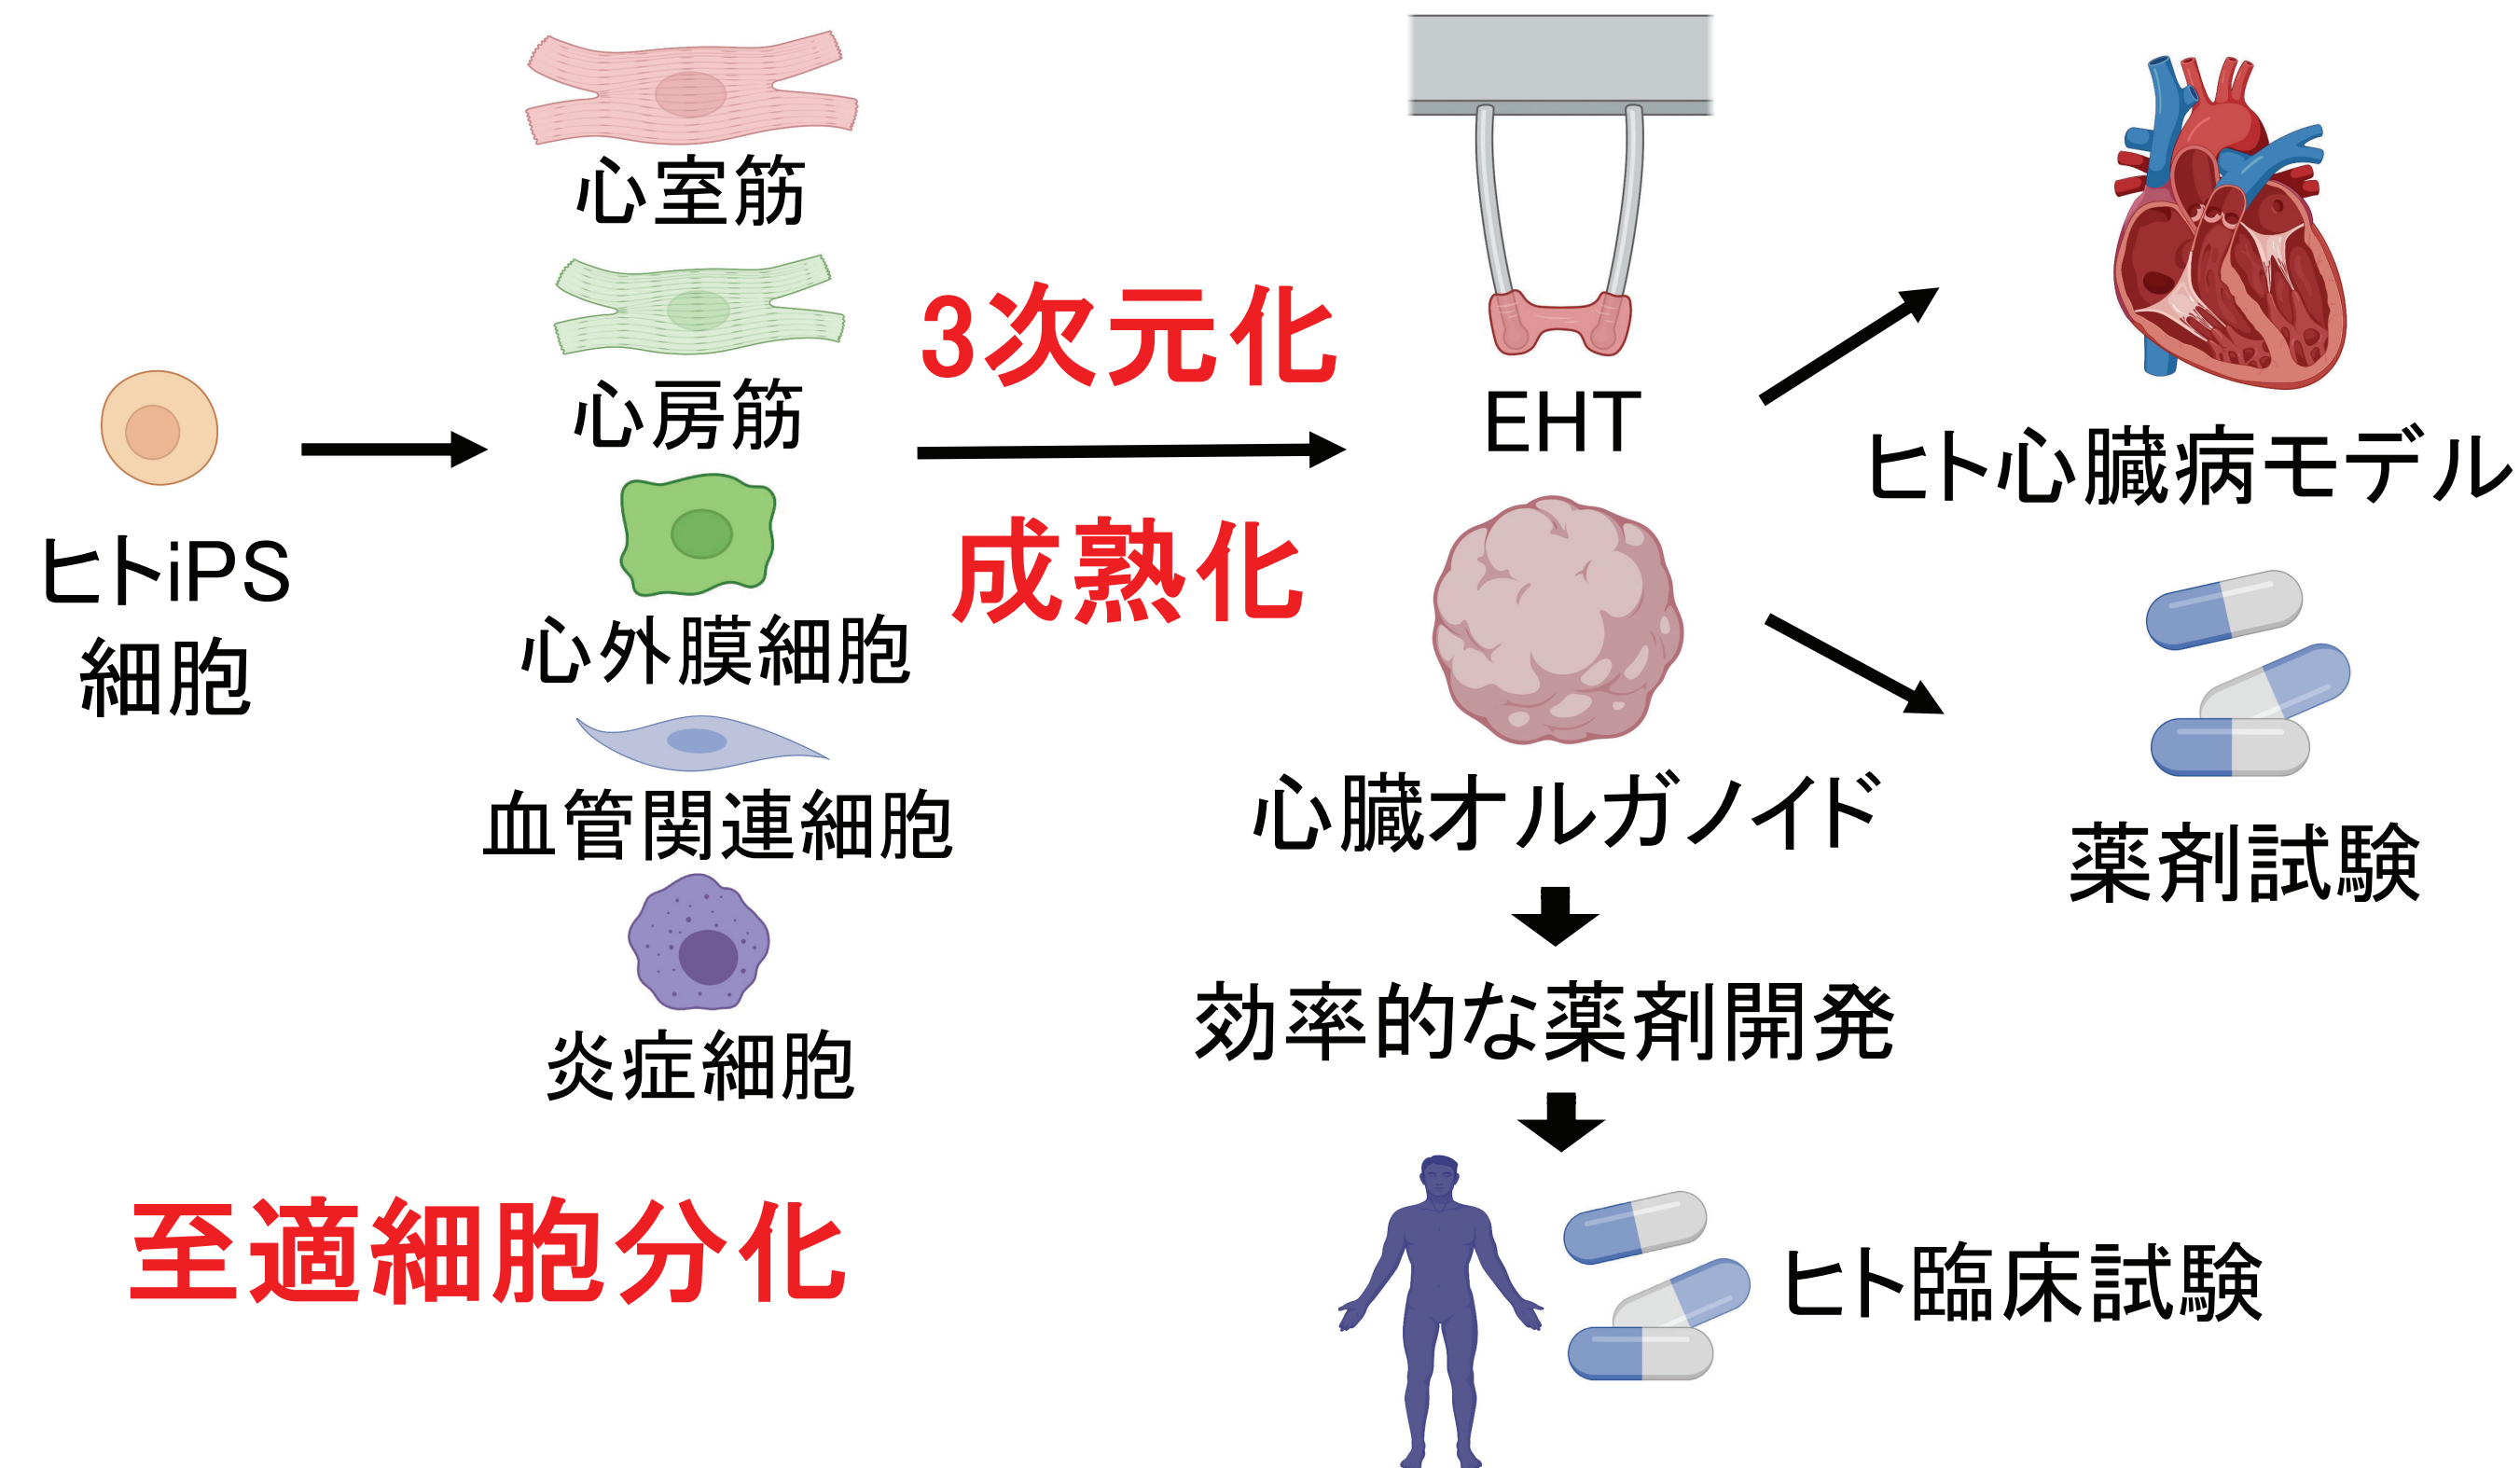 ヒトiPS
細胞
心室筋
心房筋
心外膜細胞
血管関連細胞
炎症細胞
至適細胞分化
3次元化
成熟化
EHT
心臓オルガノイド
効率的な薬剤開発
ヒト臨床試験
ヒト心臓病モデル
薬剤試験